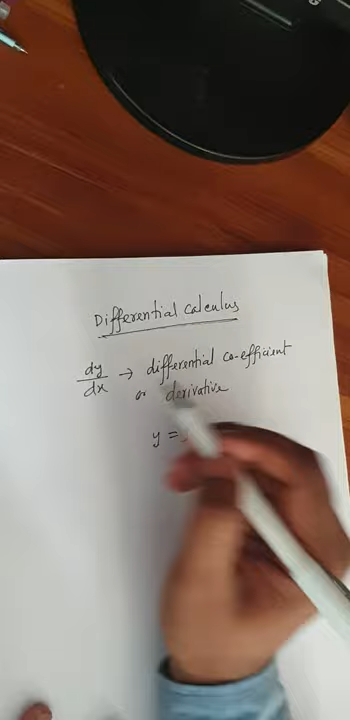 Differential Calculus
dy/dx → differential co-efficient
or derivative
y =